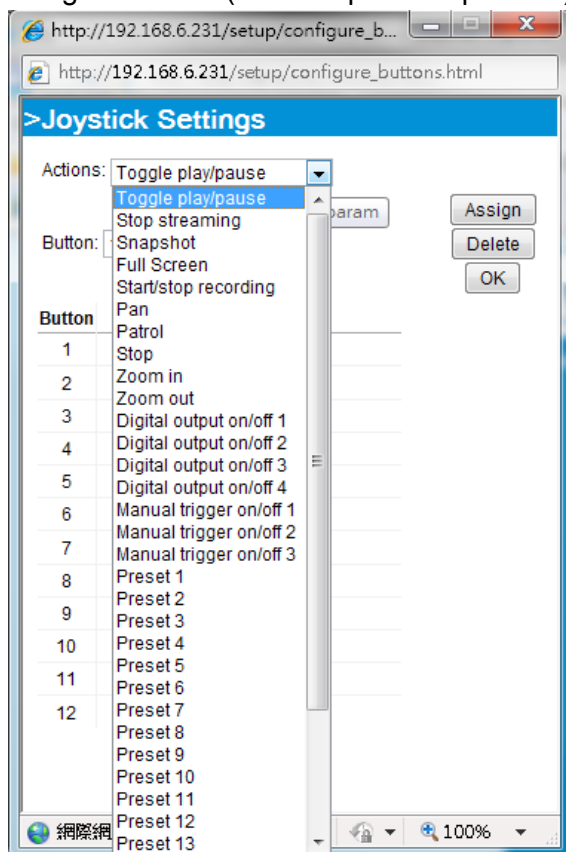 http://192.168.6.231/setup/configure_b...
http://192.168.6.231/setup/configure_buttons.html
>Joystick Settings
Actions: Toggle play/pause
Toggle play/pause
param
Assign
Stop streaming
Button:
Snapshot
Delete
Full Screen
OK
Start/stop recording
Button
Pan
Patrol
1
Stop
2
Zoom in
Zoom out
3
Digital output on/off 1
4
Digital output on/off 2
Digital output on/off 3
5
Digital output on/off 4
6
Manual trigger on/off 1
Manual trigger on/off 2
7
Manual trigger on/off 3
8
Preset 1
Preset 2
9
Preset 3
10
Preset 4
Preset 5
11
Preset 6
12
Preset 7
Preset 8
Preset 9
Preset 10
Preset 11
Preset 12
網際網
100%
Preset 13